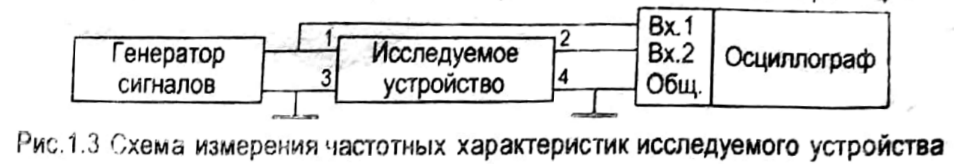 Генератор
сигналов
1
3
Исследуемое
устройство
2
4
Вх.1
Вх.2
Общ.
Осциллограф
Рис.1.3 Схема измерения частотных характеристик исследуемого устройства